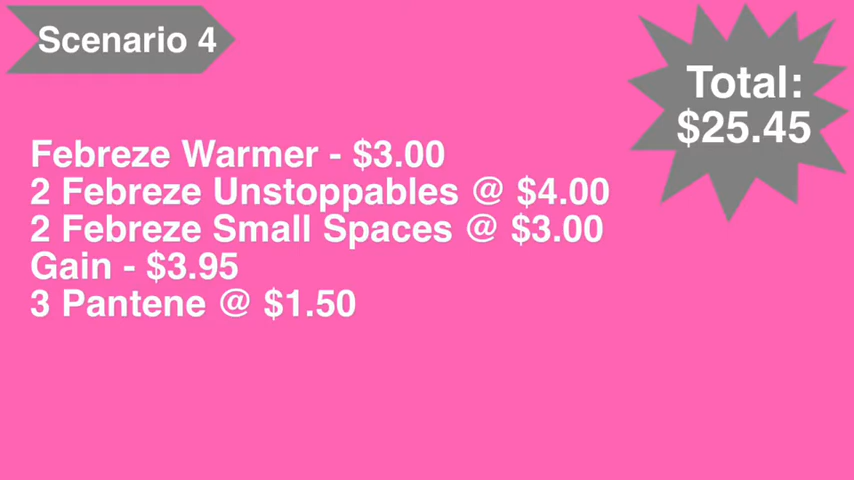 Scenario 4
Total:
$25.45
Febreze Warmer - $3.00
2 Febreze Unstoppables @ $4.00
2 Febreze Small Spaces @ $3.00
Gain - $3.95
3 Pantene @ $1.50